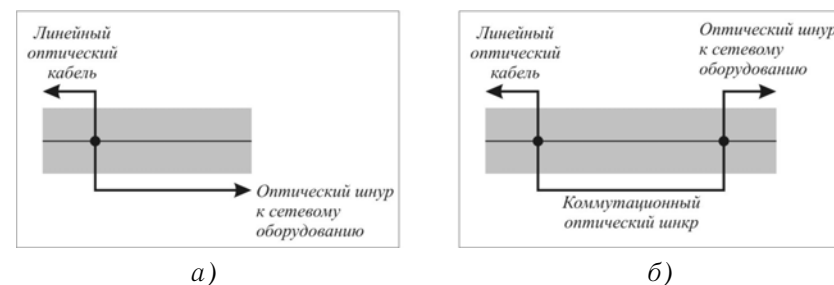 Линейный
оптический
кабель
Оптический шнур
к сетевому
оборудованию
а)
Линейный
оптический
кабель
Оптический шнур
к сетевому
оборудованию
Коммутационный
оптический шнкр
б)